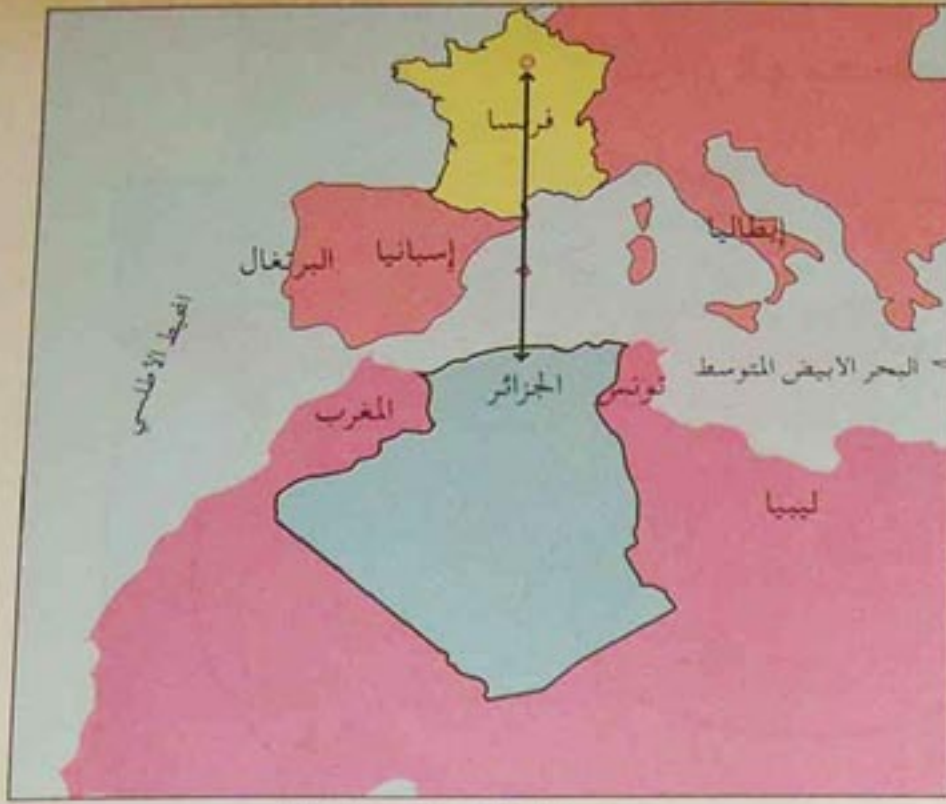 فرنسا
إيطاليا
إسبانيا
البرتغال
المحيط الأطلسي
البحر الأبيض المتوسط
تونس
الجزائر
المغرب
ليبيا